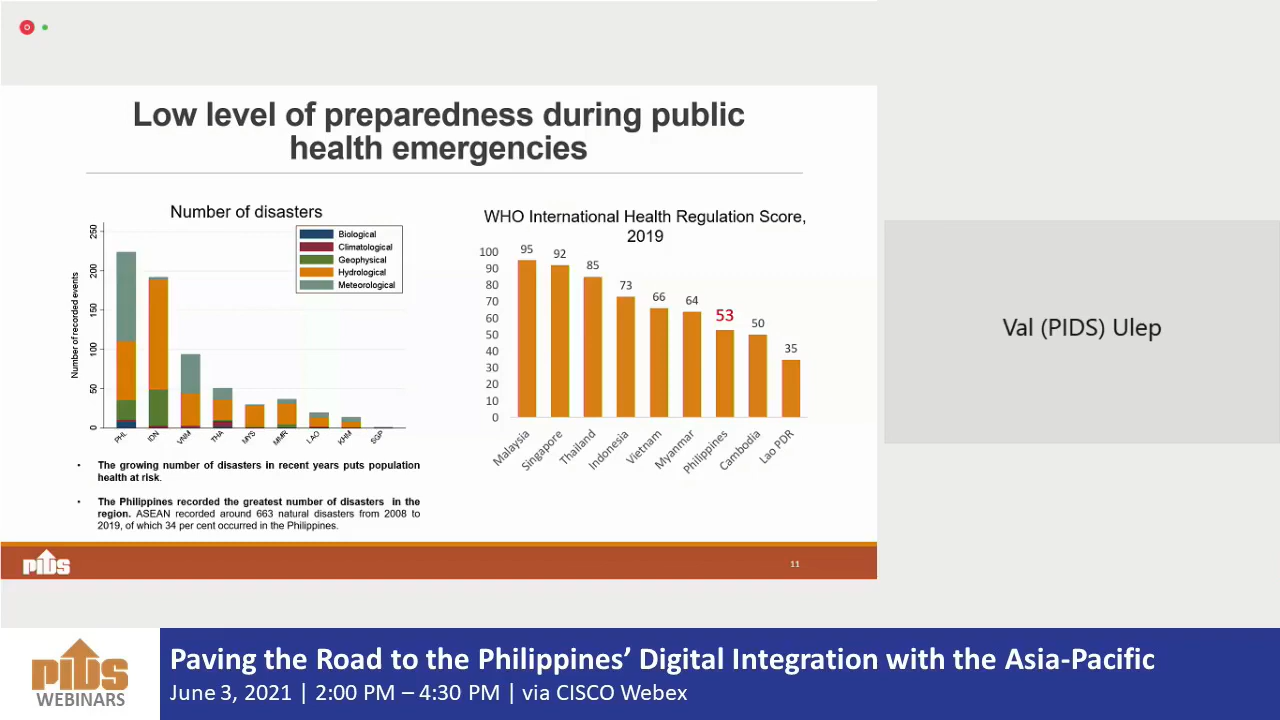 Low level of preparedness during public
health emergencies
Number of disasters
Number of recorded events
250
200
150
100
50
0
Biological
Climatological
Geophysical
Hydrological
Meteorological
PHL
IDN
VNM
THA
MYS
MMR
LAO
KHM
SGP
• The growing number of disasters in recent years puts population
health at risk.
• The Philippines recorded the greatest number of disasters in the
region. ASEAN recorded around 663 natural disasters from 2008 to
2019, of which 34 per cent occurred in the Philippines.
WHO International Health Regulation Score,
2019
100
90
80
70
60
50
40
30
20
10
0
95
92
85
73
66
64
53
50
35
Malaysia
Singapore
Thailand
Indonesia
Vietnam
Myanmar
Philippines
Cambodia
Lao PDR
PIDS
11
Val (PIDS) Ulep
PIDS
WEBINARS
Paving the Road to the Philippines’ Digital Integration with the Asia-Pacific
June 3, 2021 | 2:00 PM – 4:30 PM | via CISCO Webex